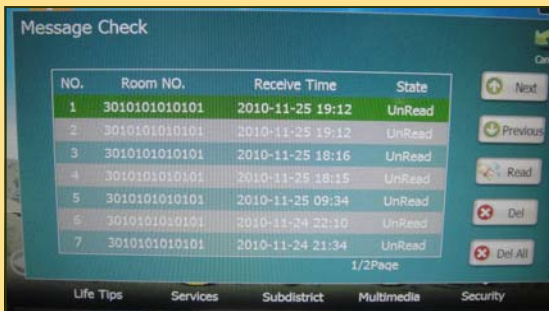 Message Check
NO. Room NO. Receive Time State
1 3010101010101 2010-11-25 19:12 UnRead
2 3010101010101 2010-11-25 19:12 UnRead
3 3010101010101 2010-11-25 18:16 UnRead
4 3010101010101 2010-11-25 18:15 UnRead
5 3010101010101 2010-11-25 09:34 UnRead
6 3010101010101 2010-11-24 22:10 UnRead
7 3010101010101 2010-11-24 21:34 UnRead
1/2Page
Next
Previous
Read
Del
Del All
Life Tips Services Subdistrict Multimedia Security